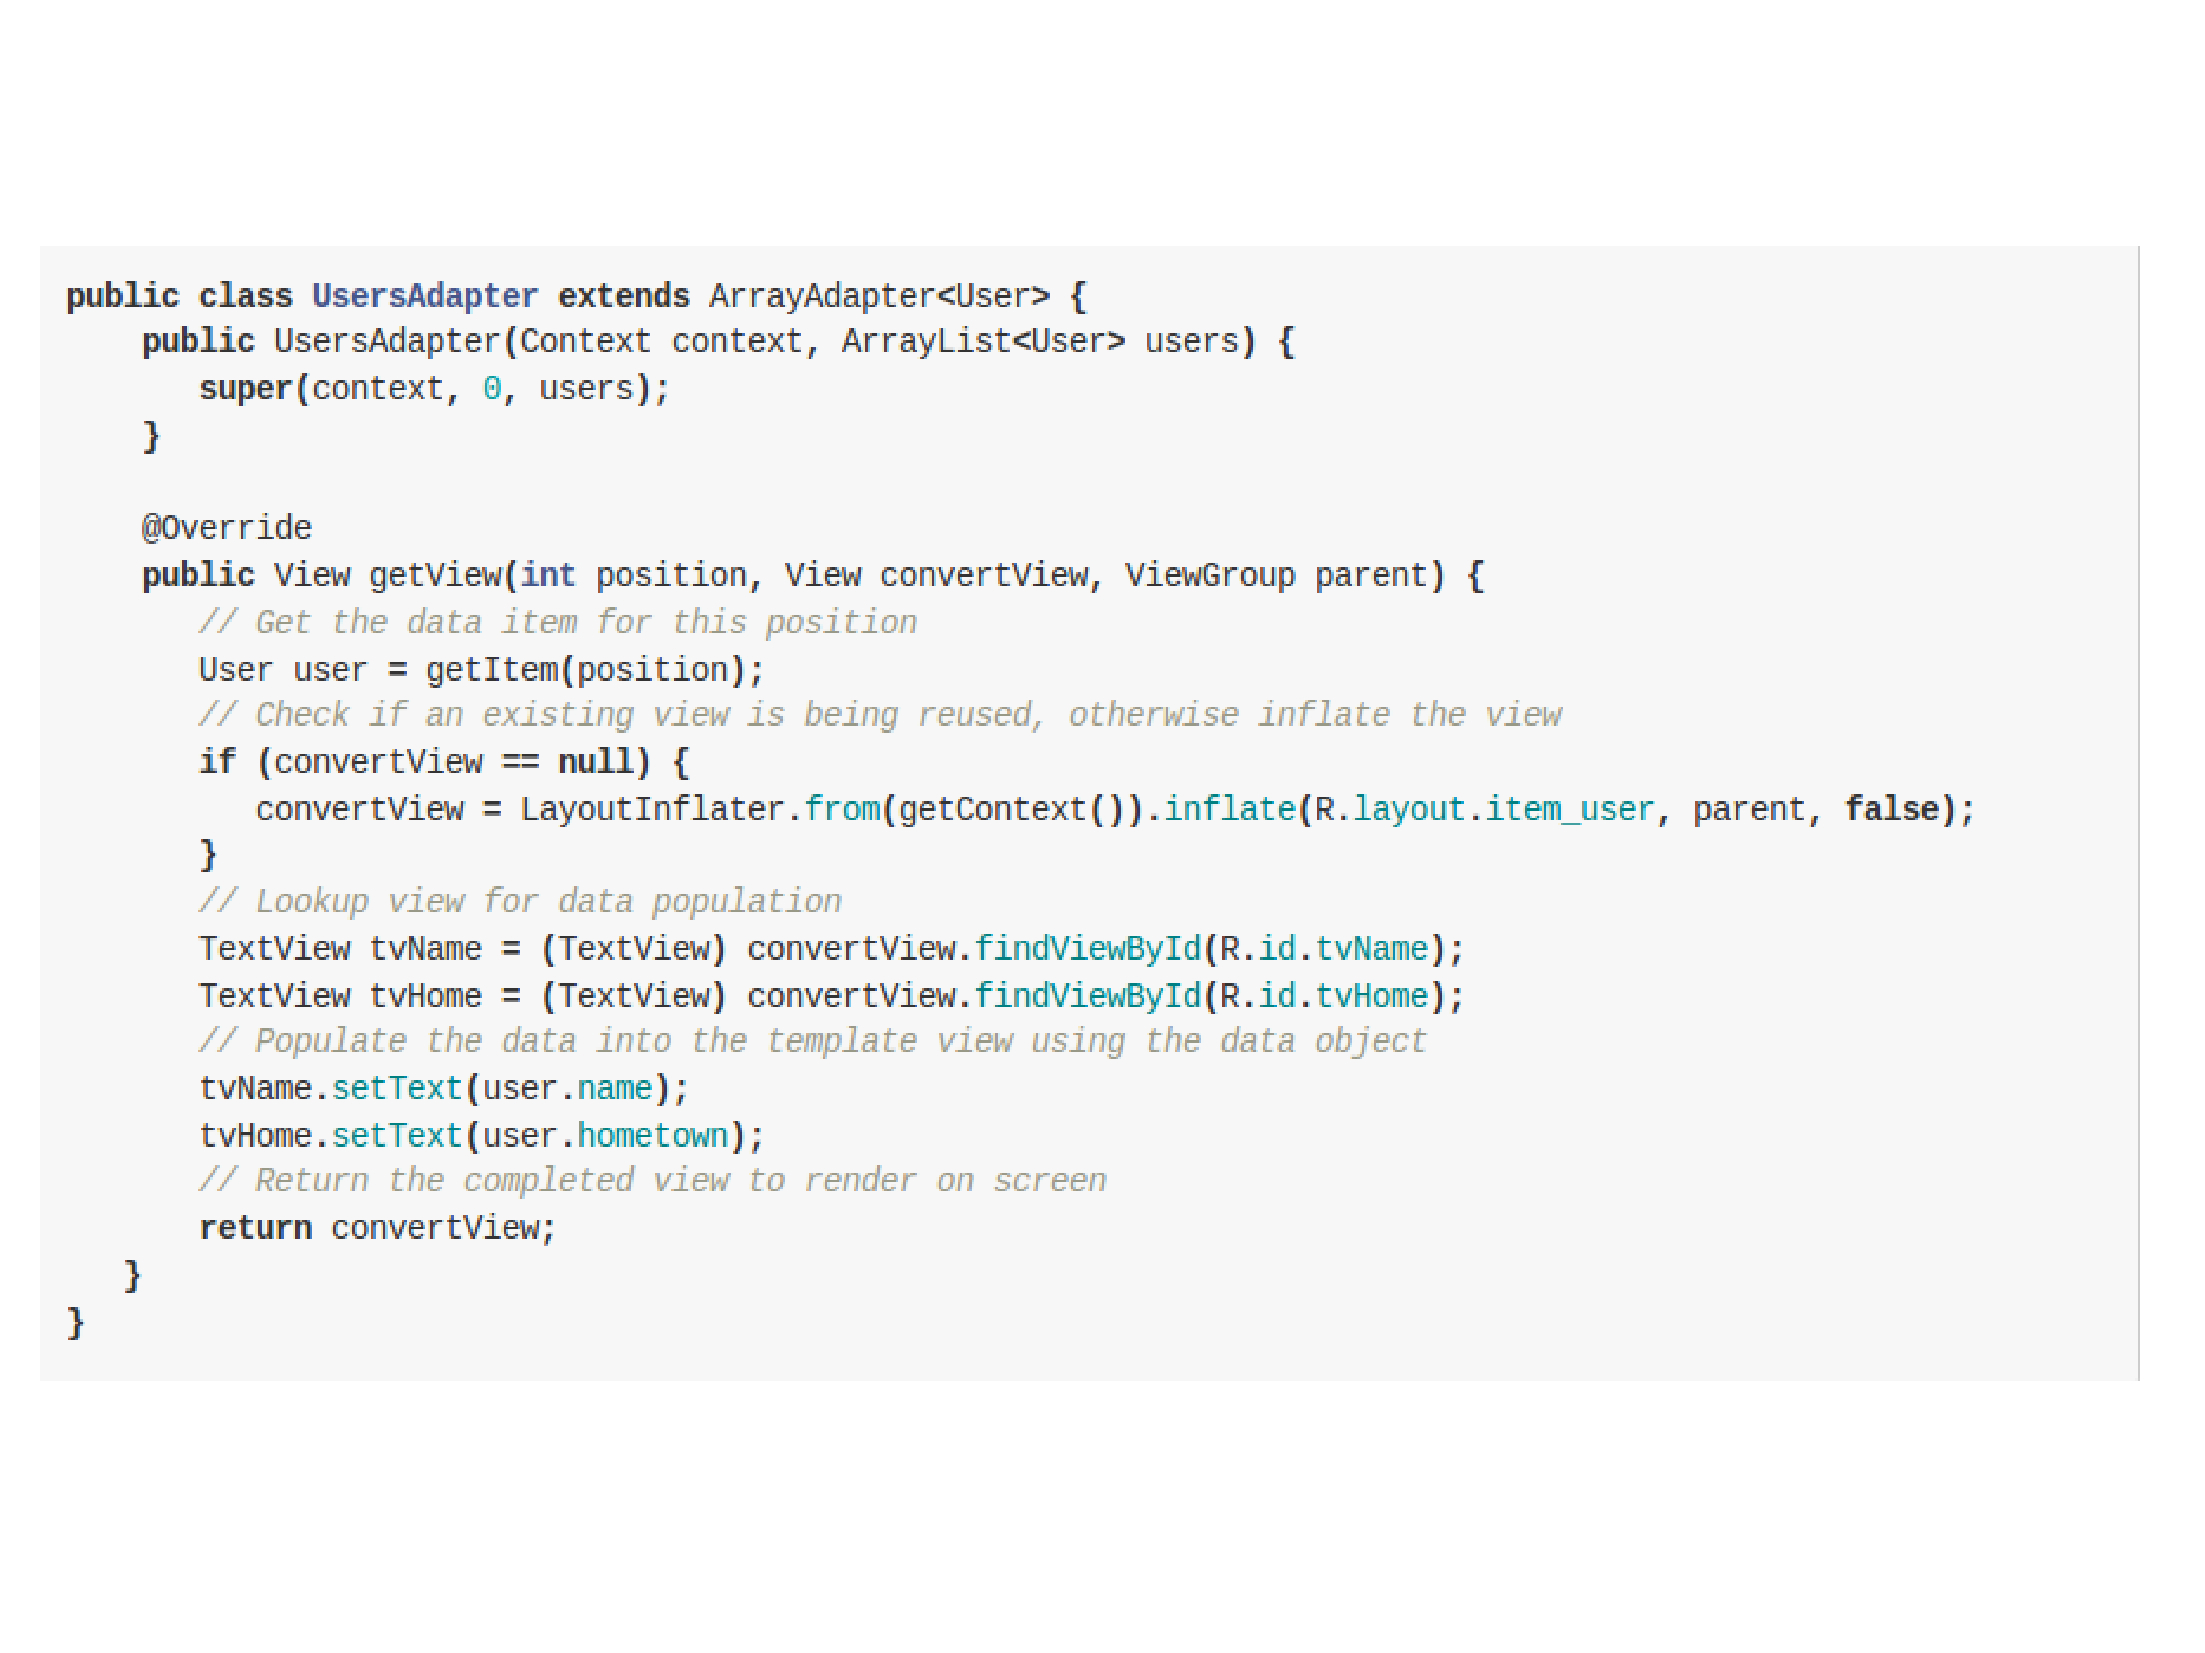 public class UsersAdapter extends ArrayAdapter<User> {
    public UsersAdapter(Context context, ArrayList<User> users) {
       super(context, 0, users);
    }

    @Override
    public View getView(int position, View convertView, ViewGroup parent) {
       // Get the data item for this position
       User user = getItem(position);
       // Check if an existing view is being reused, otherwise inflate the view
       if (convertView == null) {
          convertView = LayoutInflater.from(getContext()).inflate(R.layout.item_user, parent, false);
       }
       // Lookup view for data population
       TextView tvName = (TextView) convertView.findViewById(R.id.tvName);
       TextView tvHome = (TextView) convertView.findViewById(R.id.tvHome);
       // Populate the data into the template view using the data object
       tvName.setText(user.name);
       tvHome.setText(user.hometown);
       // Return the completed view to render on screen
       return convertView;
   }
}